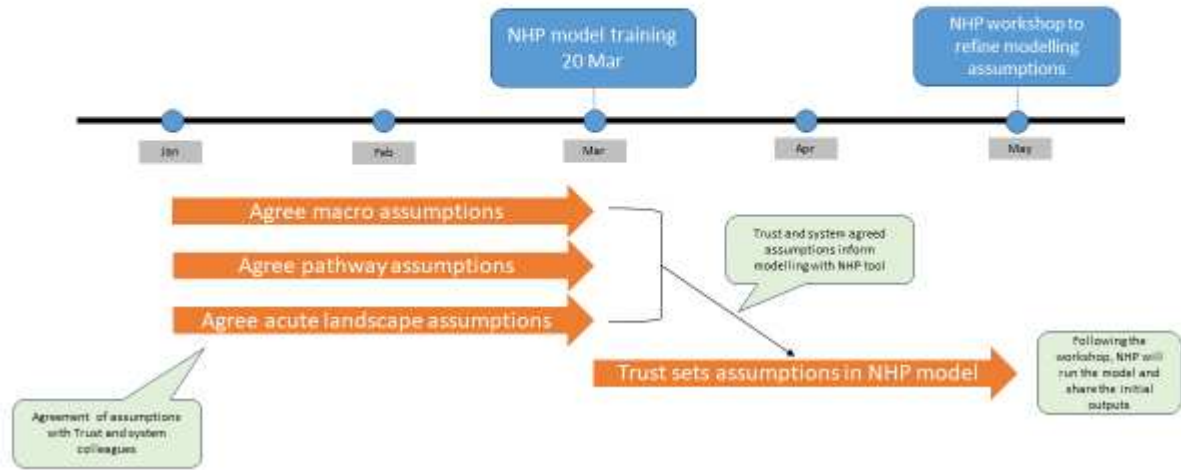 NHP model training
20 Mar
NHP workshop to
refine modelling
assumptions
Jan
Feb
Mar
Apr
May
Agree macro assumptions
Agree pathway assumptions
Agree acute landscape assumptions
Trust and system agreed
assumptions inform
modelling with NHP tool
Trust sets assumptions in NHP model
Following the
workshop, NHP will
run the model and
share the initial
outputs
Agreement of assumptions
with Trust and system
colleagues